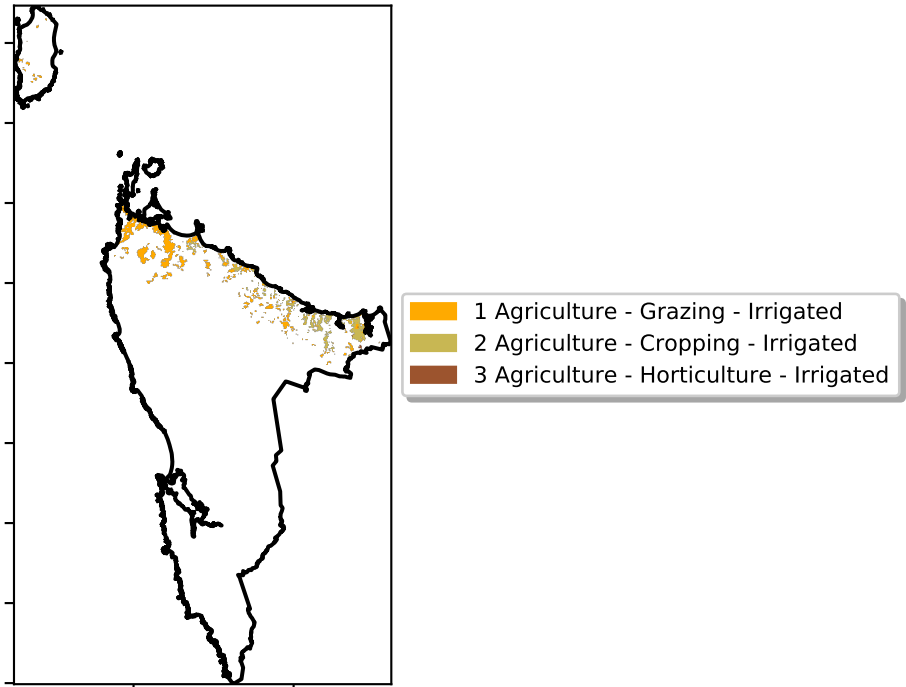 1 Agriculture - Grazing - Irrigated
2 Agriculture - Cropping - Irrigated
3 Agriculture - Horticulture - Irrigated